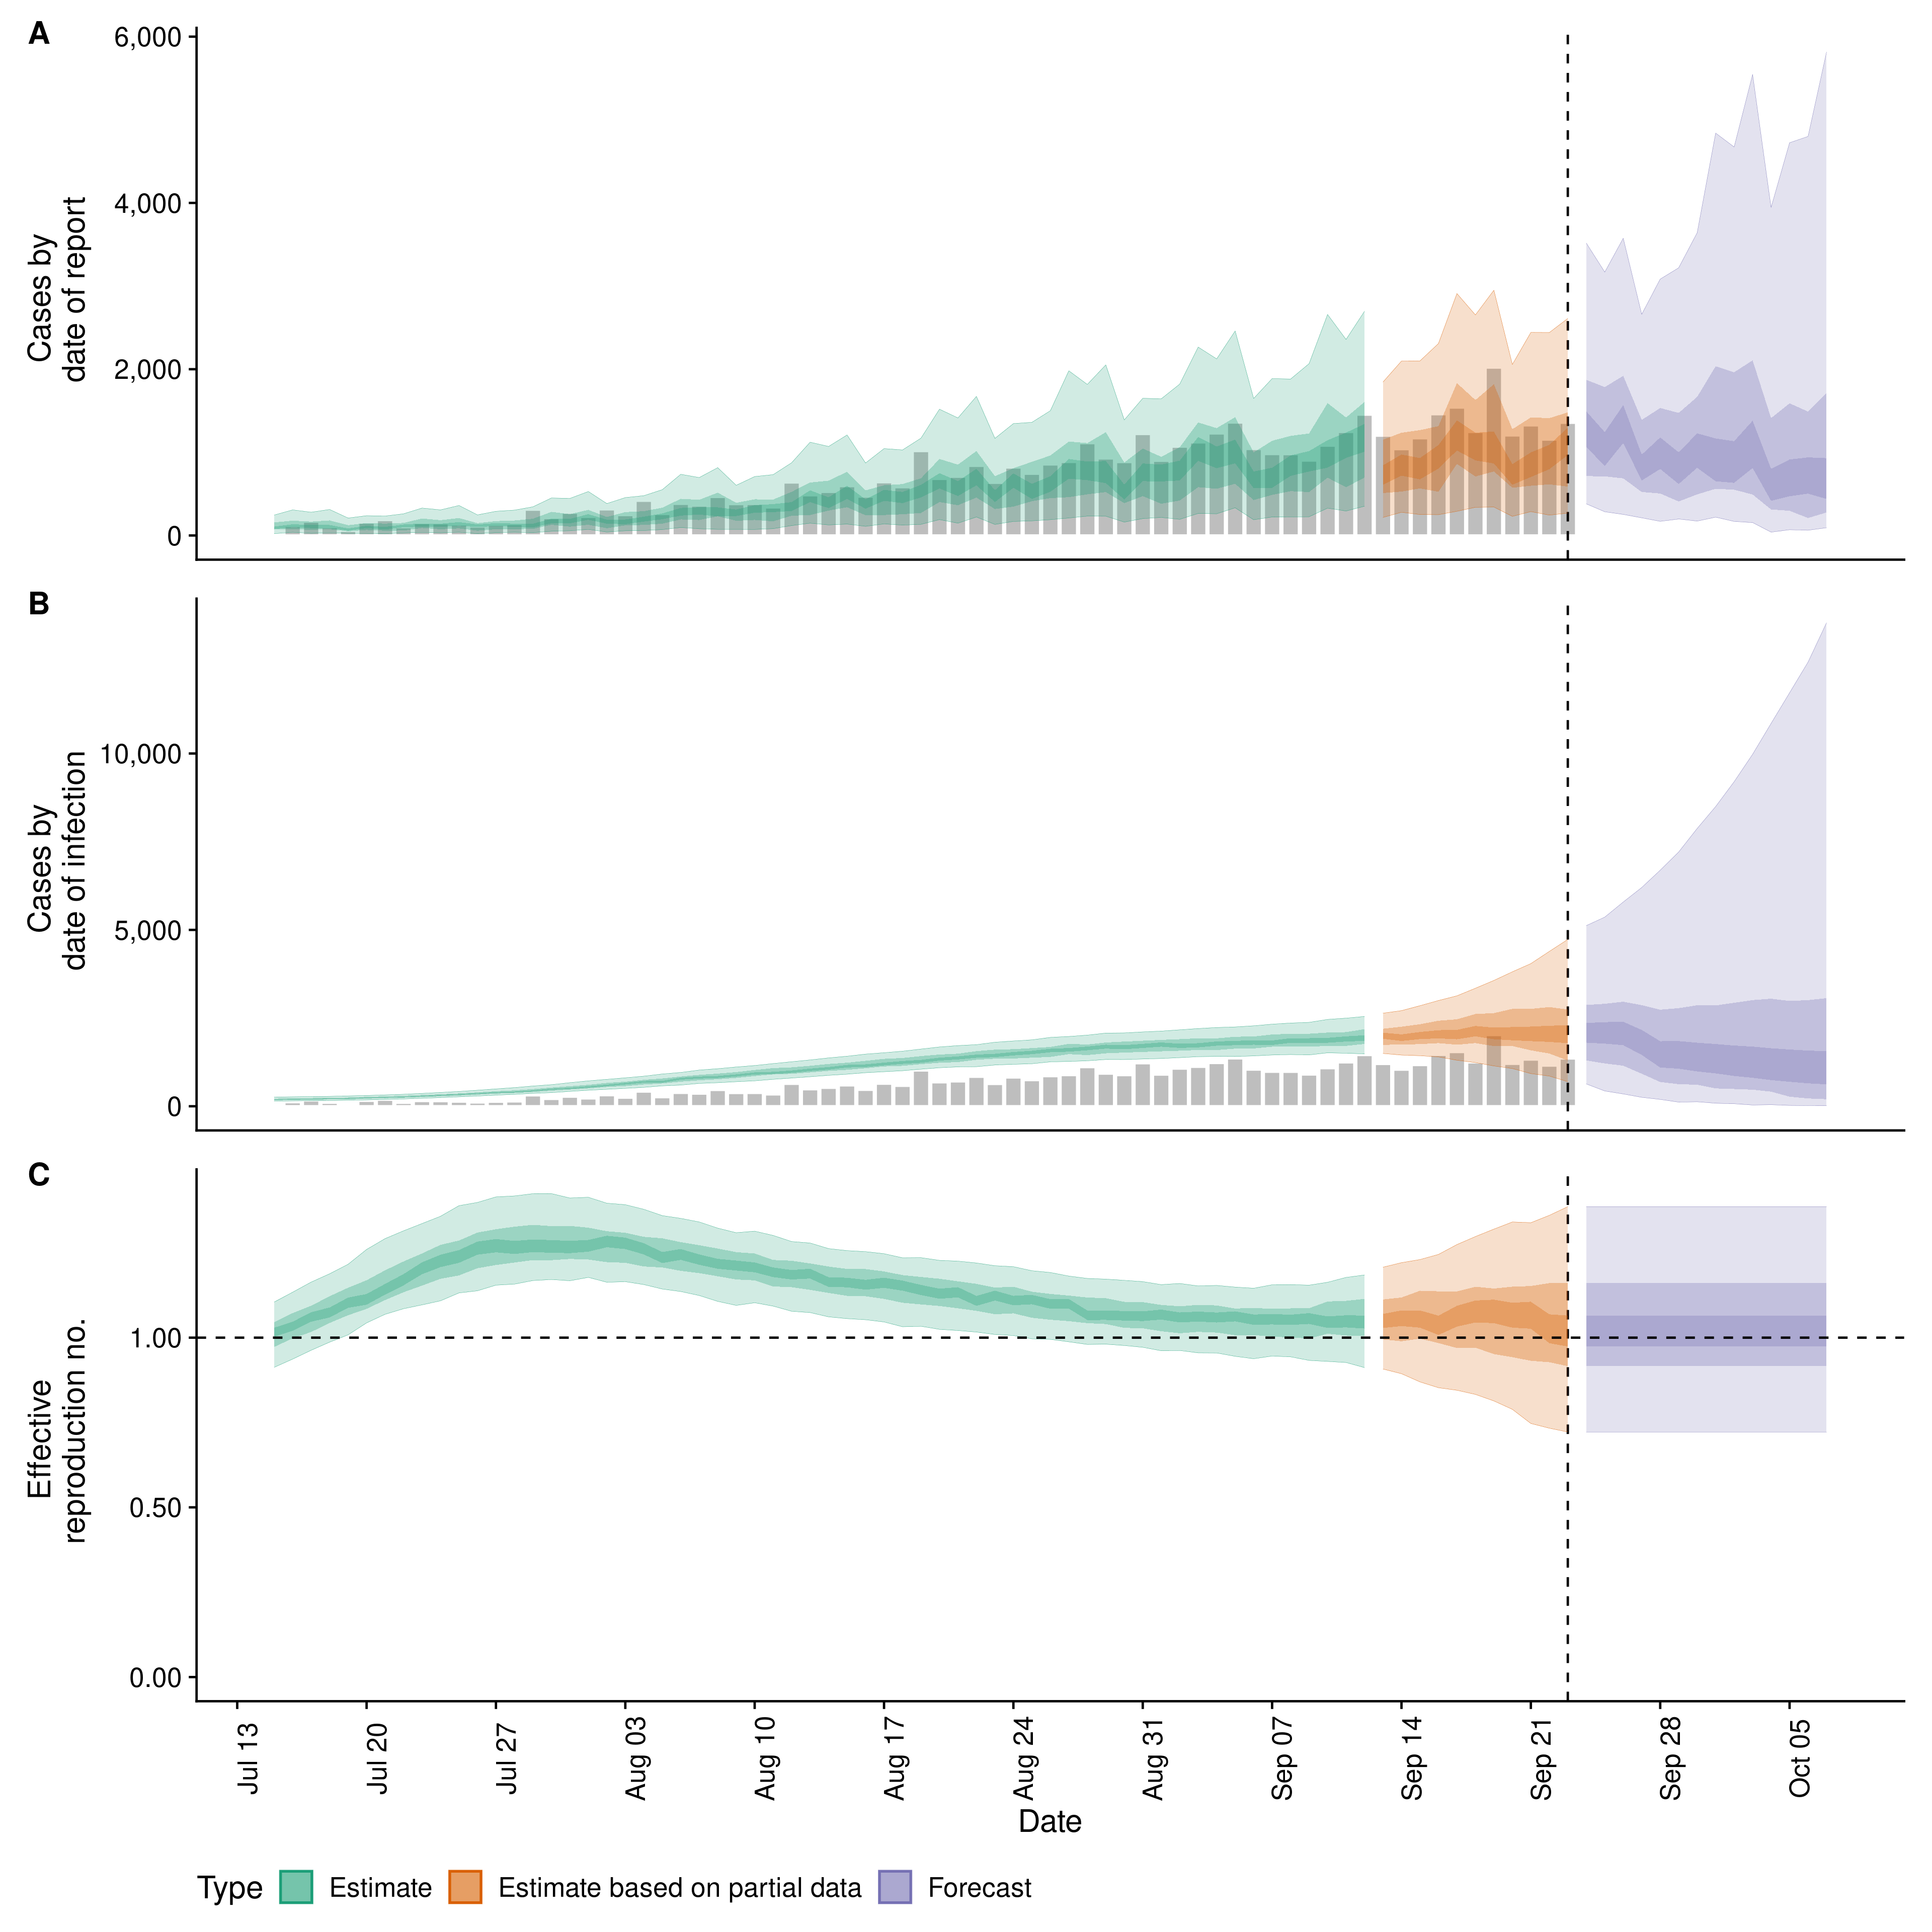 A
Cases by
date of report
6,000
4,000
2,000
0
B
Cases by
date of infection
10,000
5,000
0
C
Effective
reproduction no.
1.00
0.50
0.00
Jul 13
Jul 20
Jul 27
Aug 03
Aug 10
Aug 17
Aug 24
Aug 31
Sep 07
Sep 14
Sep 21
Sep 28
Oct 05
Date
Type Estimate Estimate based on partial data Forecast